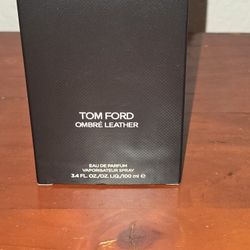 TOM FORD
OMBRÉ LEATHER
EAU DE PARFUM
VAPORISATEUR SPRAY
3.4 FL.OZ./OZ. LIQ./100 ml ℮